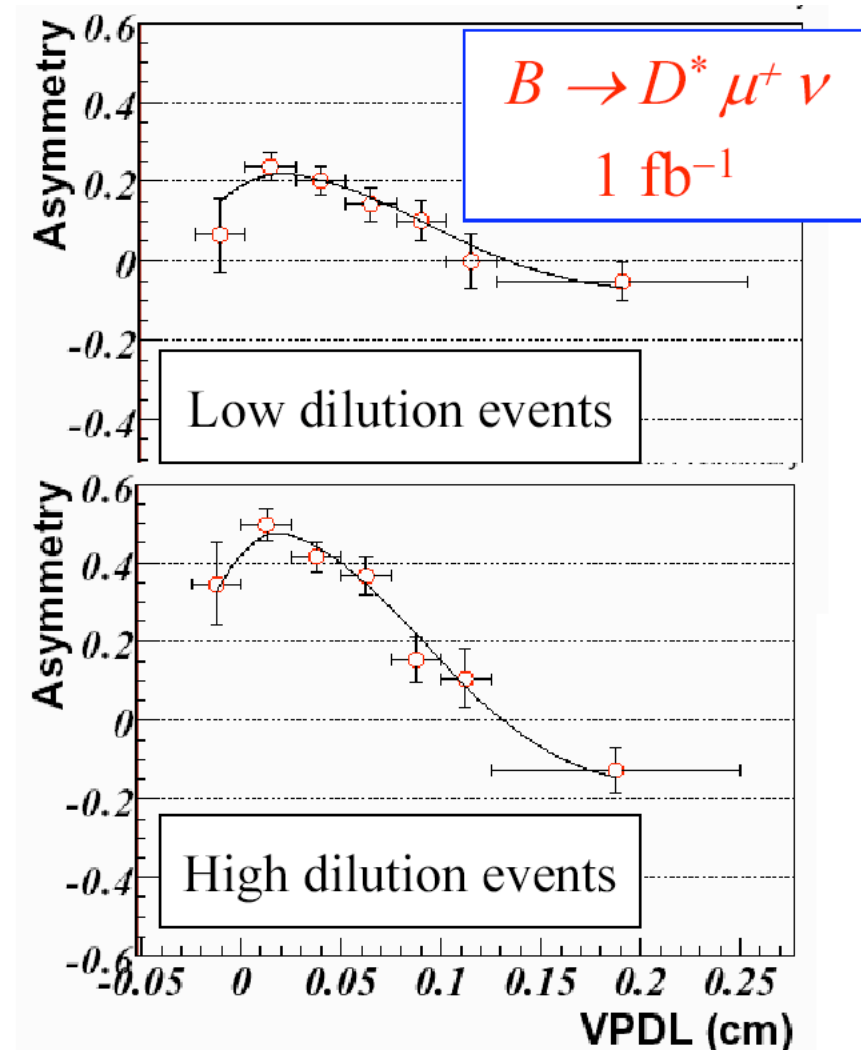 B → D* μ⁺ ν
1 fb⁻¹
Asymmetry
0.6
0.4
0.2
0
-0.2
-0.4
Low dilution events
Asymmetry
0.6
0.4
0.2
0
-0.2
-0.4
-0.6
High dilution events
-0.05 0 0.05 0.1 0.15 0.2 0.25
VPDL (cm)